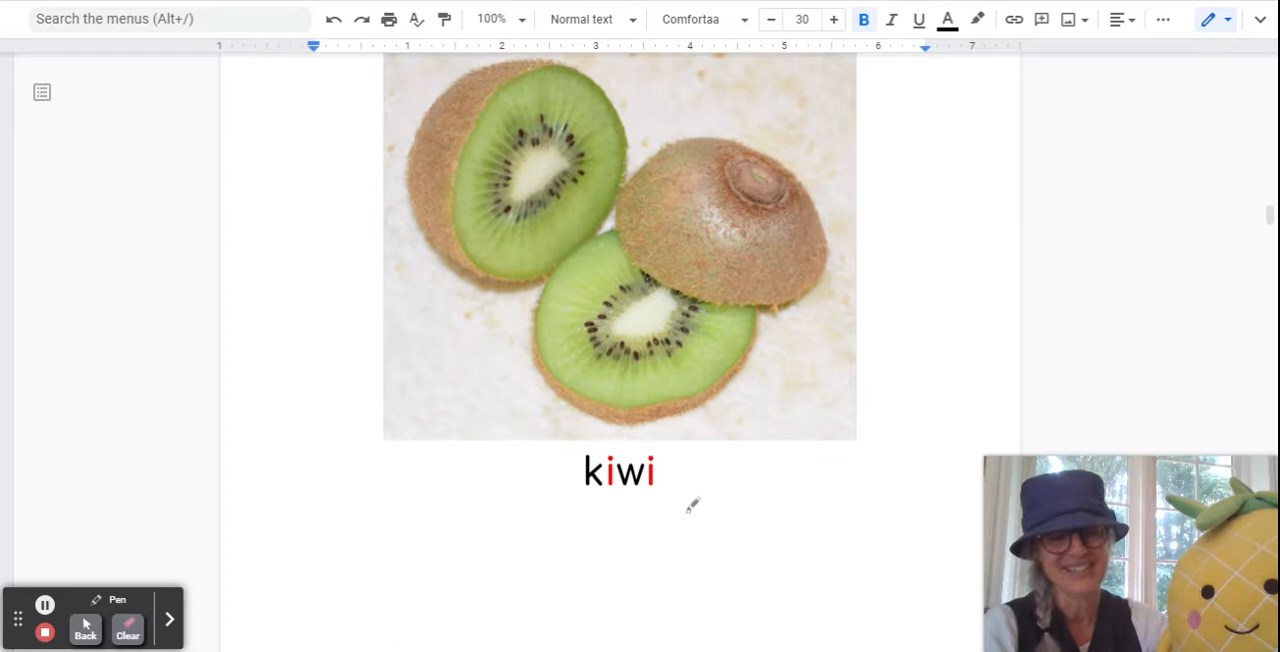 Search the menus (Alt+/) 100% Normal text Comfortaa − 30 + B I U A
1 1 2 3 4 5 6 7
kiwi
Pen
Back Clear